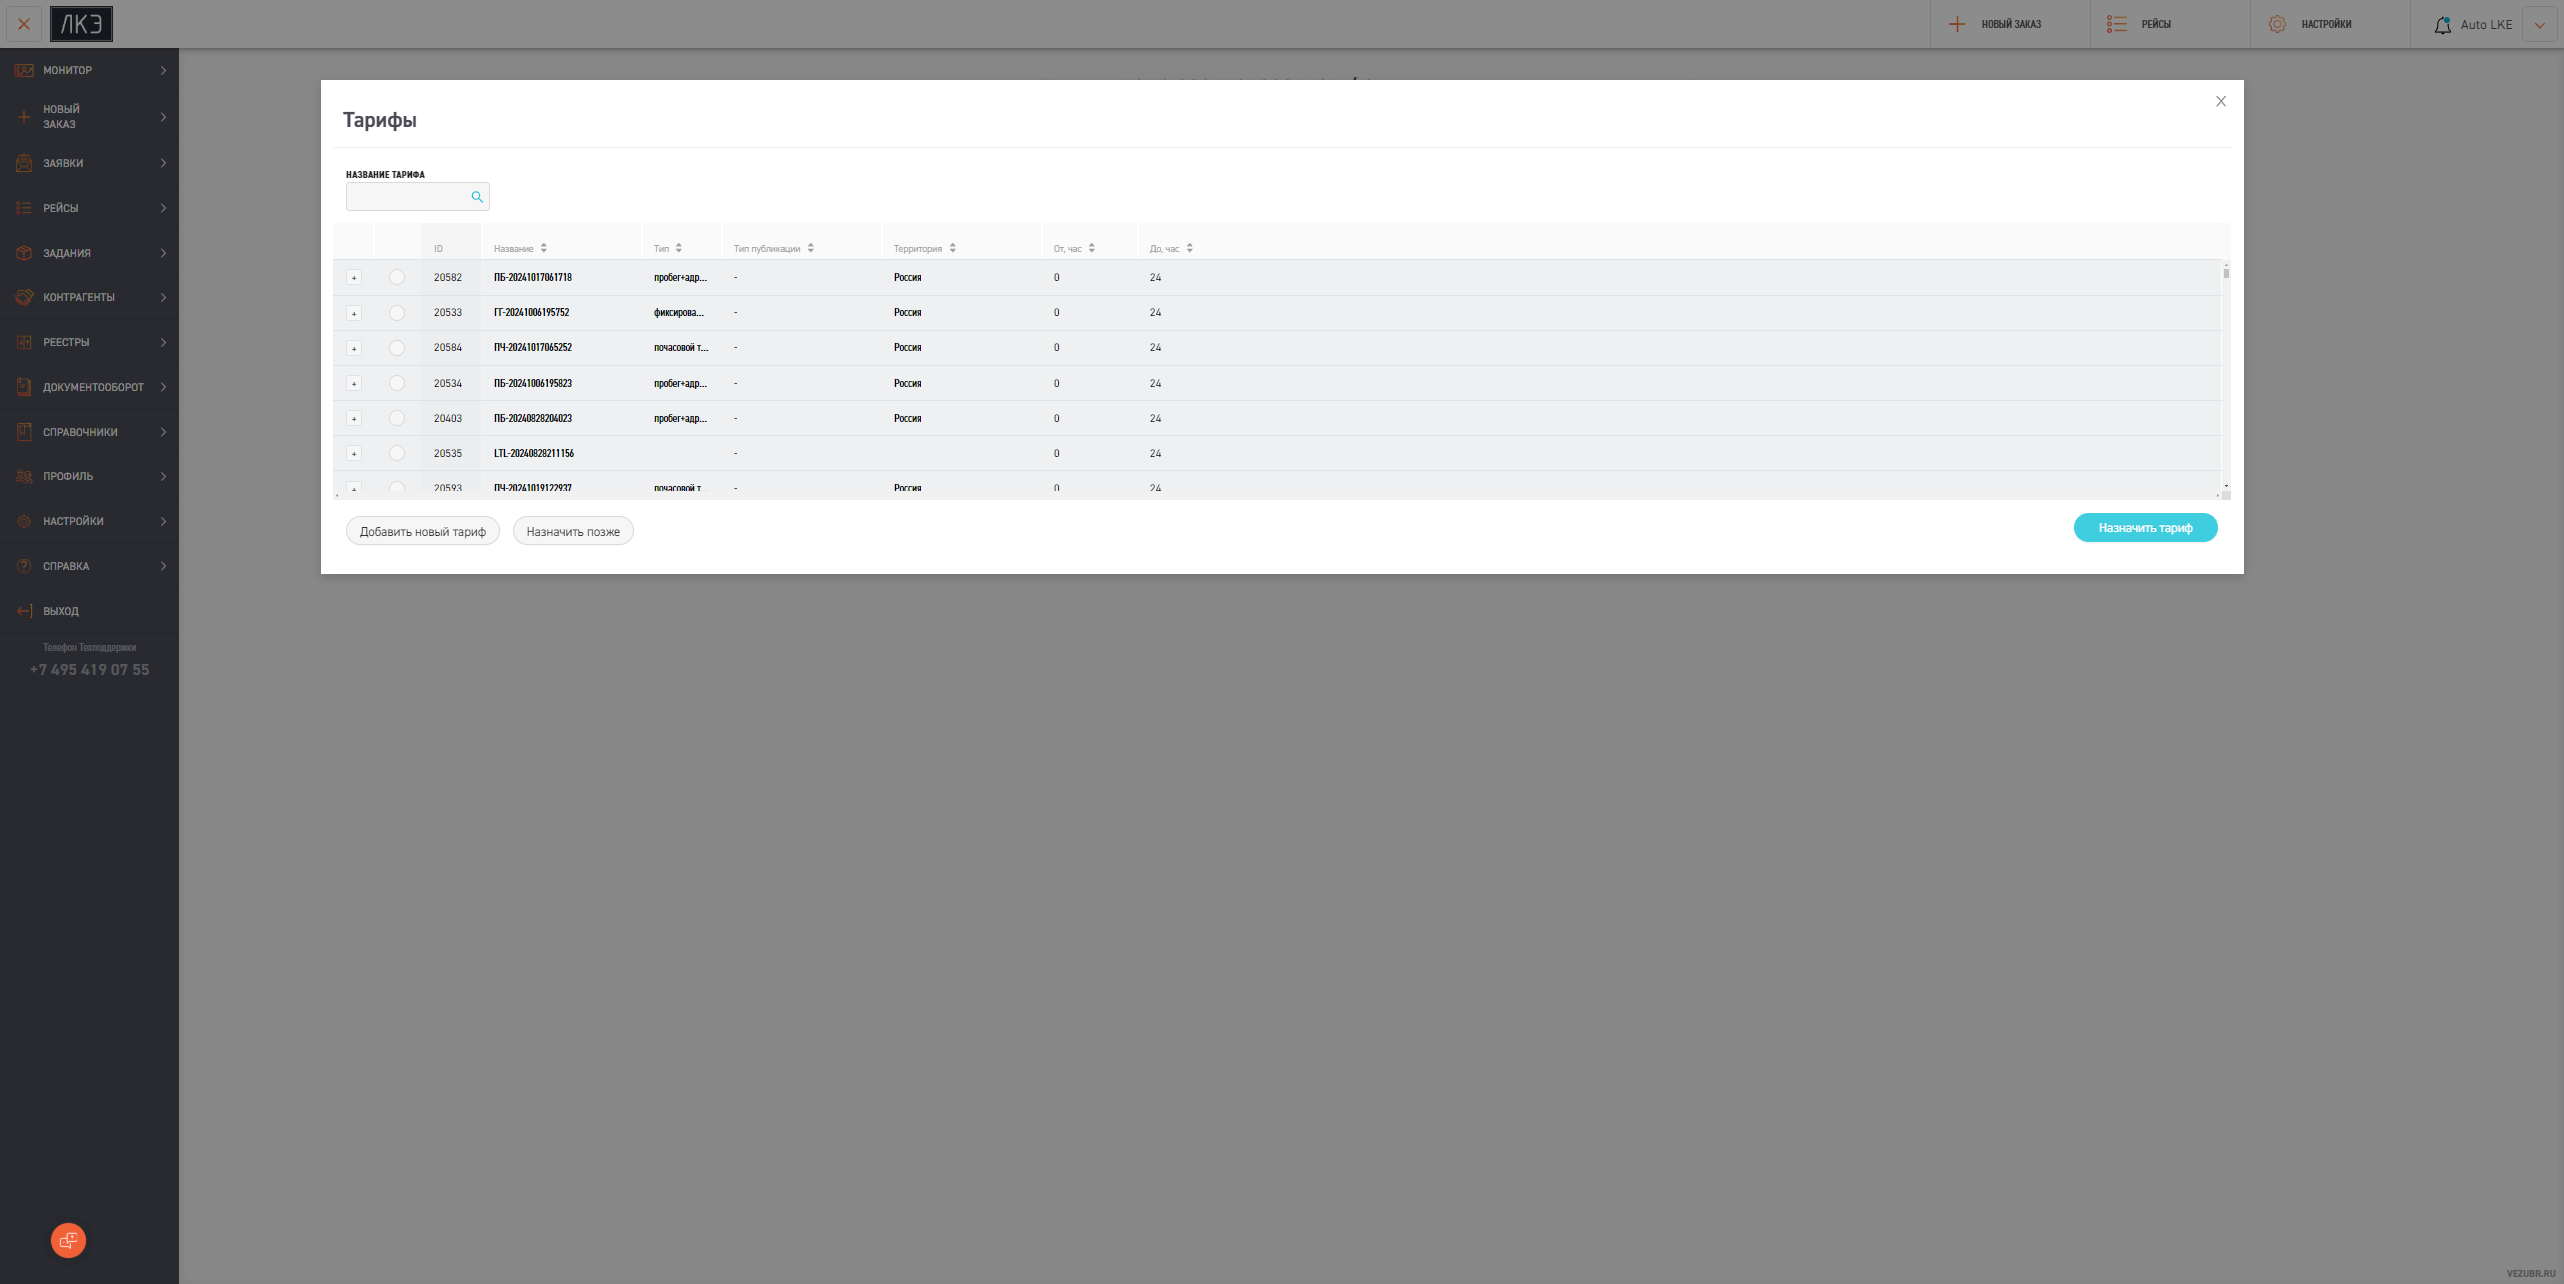 ЛКЭ
НОВЫЙ ЗАКАЗ
РЕЙСЫ
НАСТРОЙКИ
Auto LKE
МОНИТОР
НОВЫЙ
ЗАКАЗ
ЗАЯВКИ
РЕЙСЫ
ЗАДАНИЯ
КОНТРАГЕНТЫ
РЕЕСТРЫ
ДОКУМЕНТООБОРОТ
СПРАВОЧНИКИ
ПРОФИЛЬ
НАСТРОЙКИ
СПРАВКА
ВЫХОД
Телефон Техподдержки
+7 495 419 07 55
Тарифы
НАЗВАНИЕ ТАРИФА
ID Название Тип Тип публикации Территория От, час До, час
+ 20582 ПБ-20241017061718 пробег+адр... - Россия 0 24
+ 20533 ГГ-20241006195752 фиксирова... - Россия 0 24
+ 20584 ПЧ-20241017065252 почасовой т... - Россия 0 24
+ 20534 ПБ-20241006195823 пробег+адр... - Россия 0 24
+ 20403 ПБ-20240828204023 пробег+адр... - Россия 0 24
+ 20535 LTL-20240828211156 - 0 24
+ 20593 ПЧ-20241019122937 почасовой т... - Россия 0 24
Добавить новый тариф
Назначить позже
Назначить тариф
VEZUBR.RU